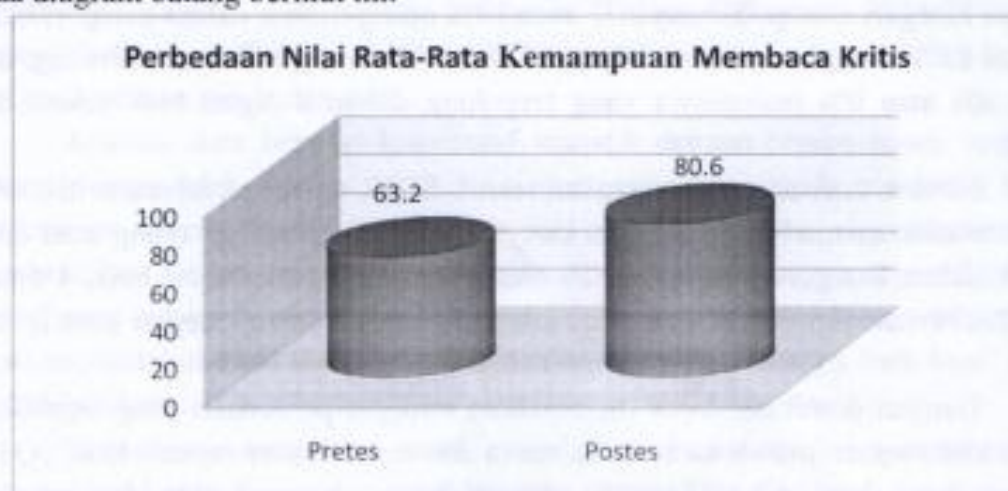 Perbedaan Nilai Rata-Rata Kemampuan Membaca Kritis
80.6
63.2
100
80
60
40
20
0
Pretes
Postes